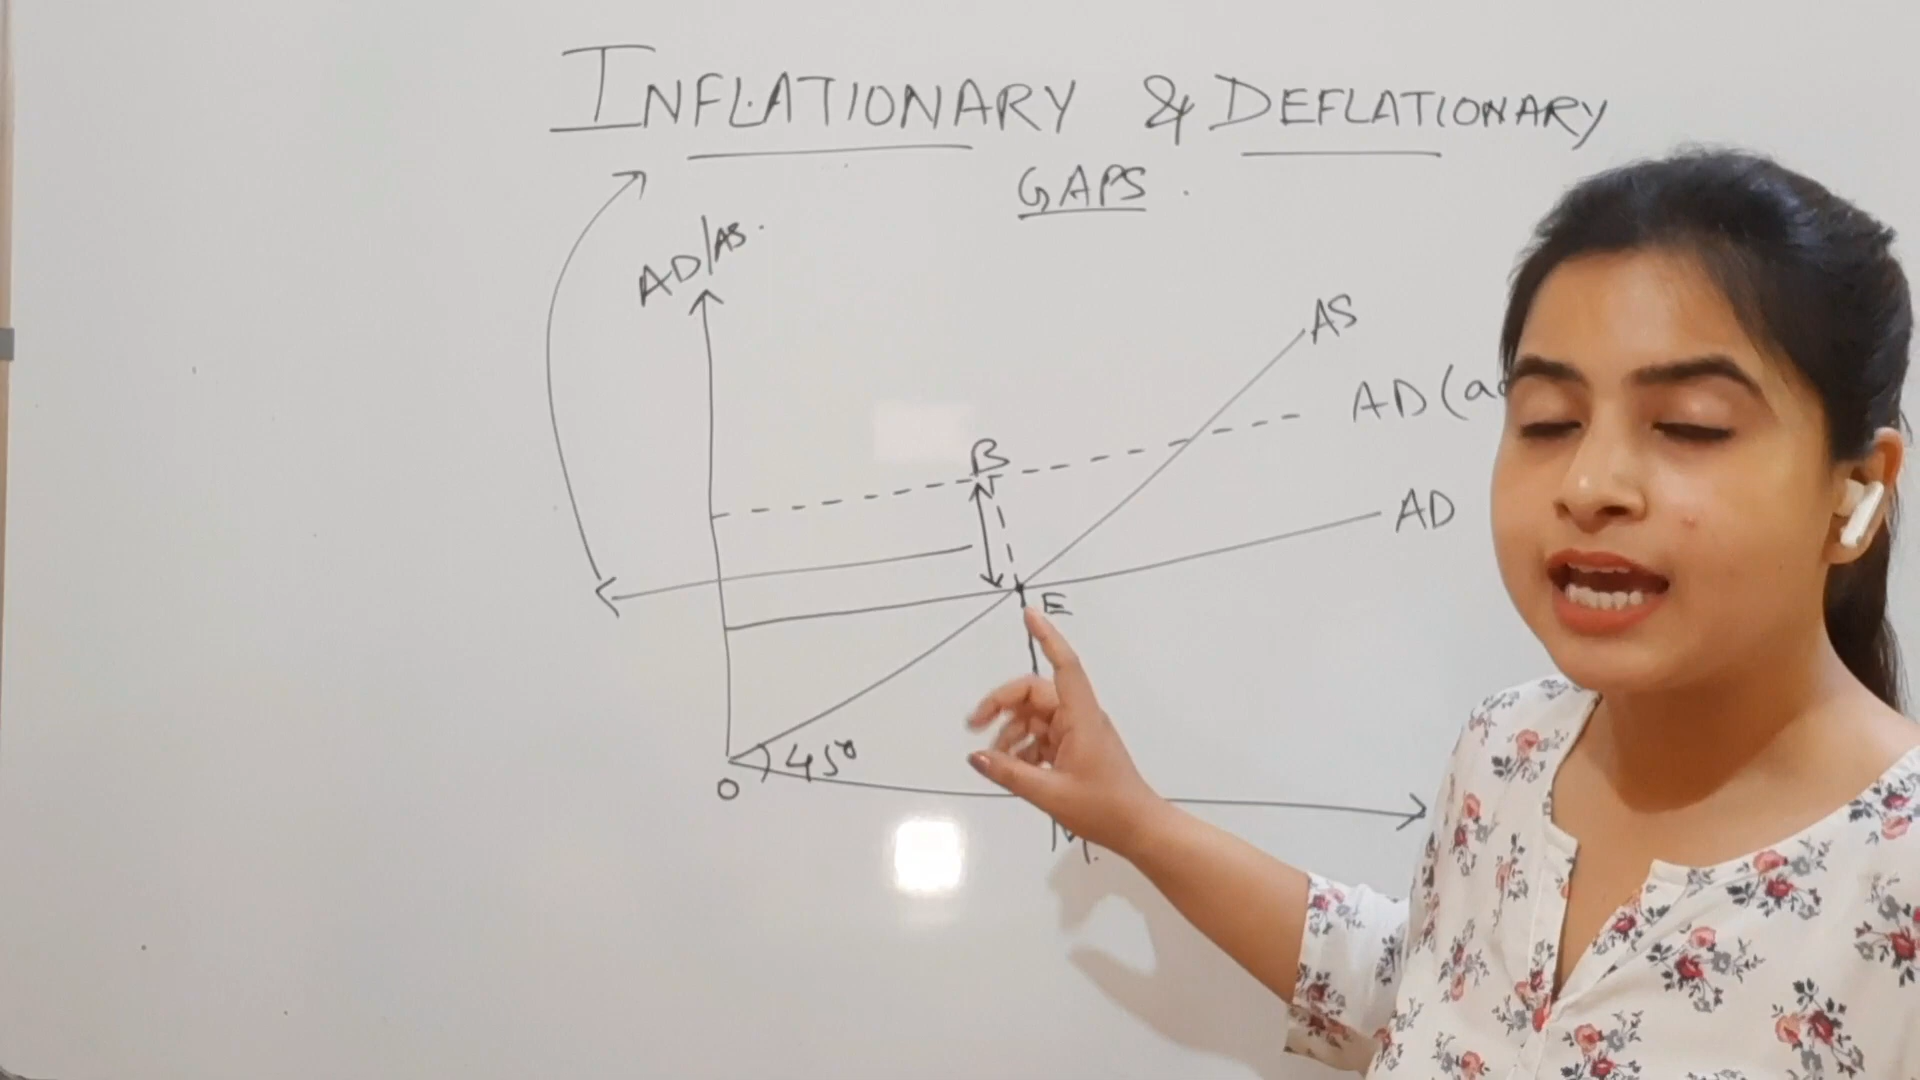 INFLATIONARY & DEFLATIONARY
GAPS.
AD/AS.
AS
AD
B
AD
E
45°
O
M.